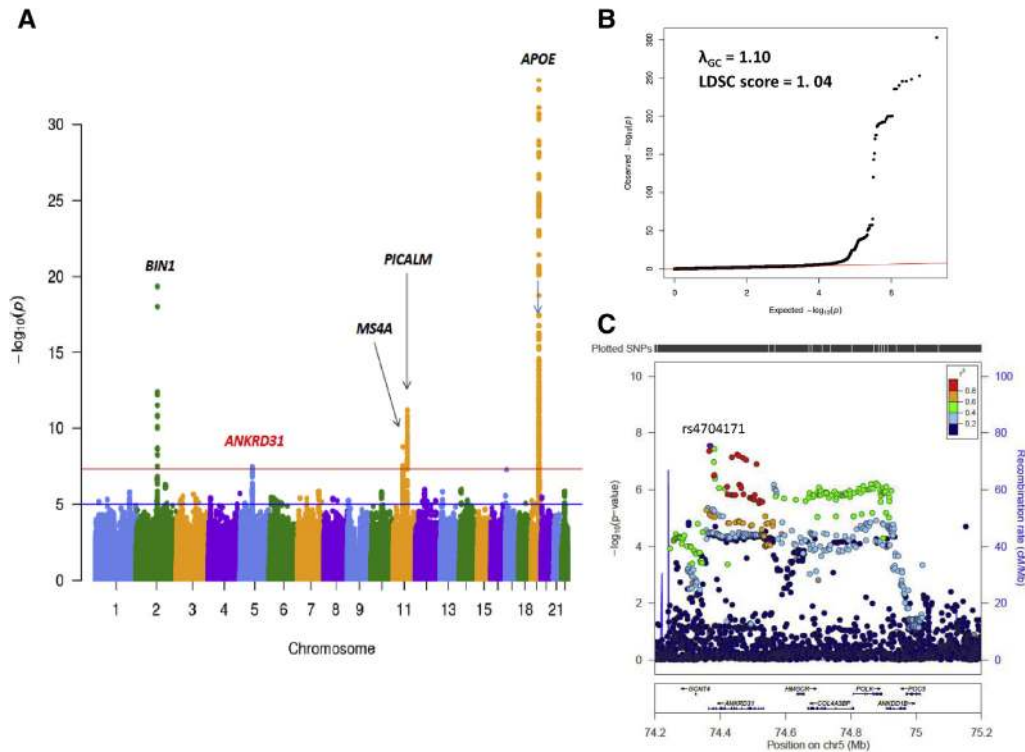 A
APOE
BIN1
PICALM
MS4A
ANKRD31
−log10(p)
30
25
20
15
10
5
0
1 2 3 4 5 6 7 8 9 11 13 15 18 21
Chromosome
B
λGC = 1.10
LDSC score = 1. 04
Observed −log10(p)
300
250
200
150
100
50
0
0 2 4 6
Expected −log10(p)
C
Plotted SNPs
rs4704171
r²
0.8
0.6
0.4
0.2
−log10(p−value)
10
8
6
4
2
0
Recombination rate (cM/Mb)
100
80
60
40
20
0
GCNT4 HMGCR POLK POC5
ANKRD31 COL4A3BP ANKDD1B
74.2 74.4 74.6 74.8 75 75.2
Position on chr5 (Mb)